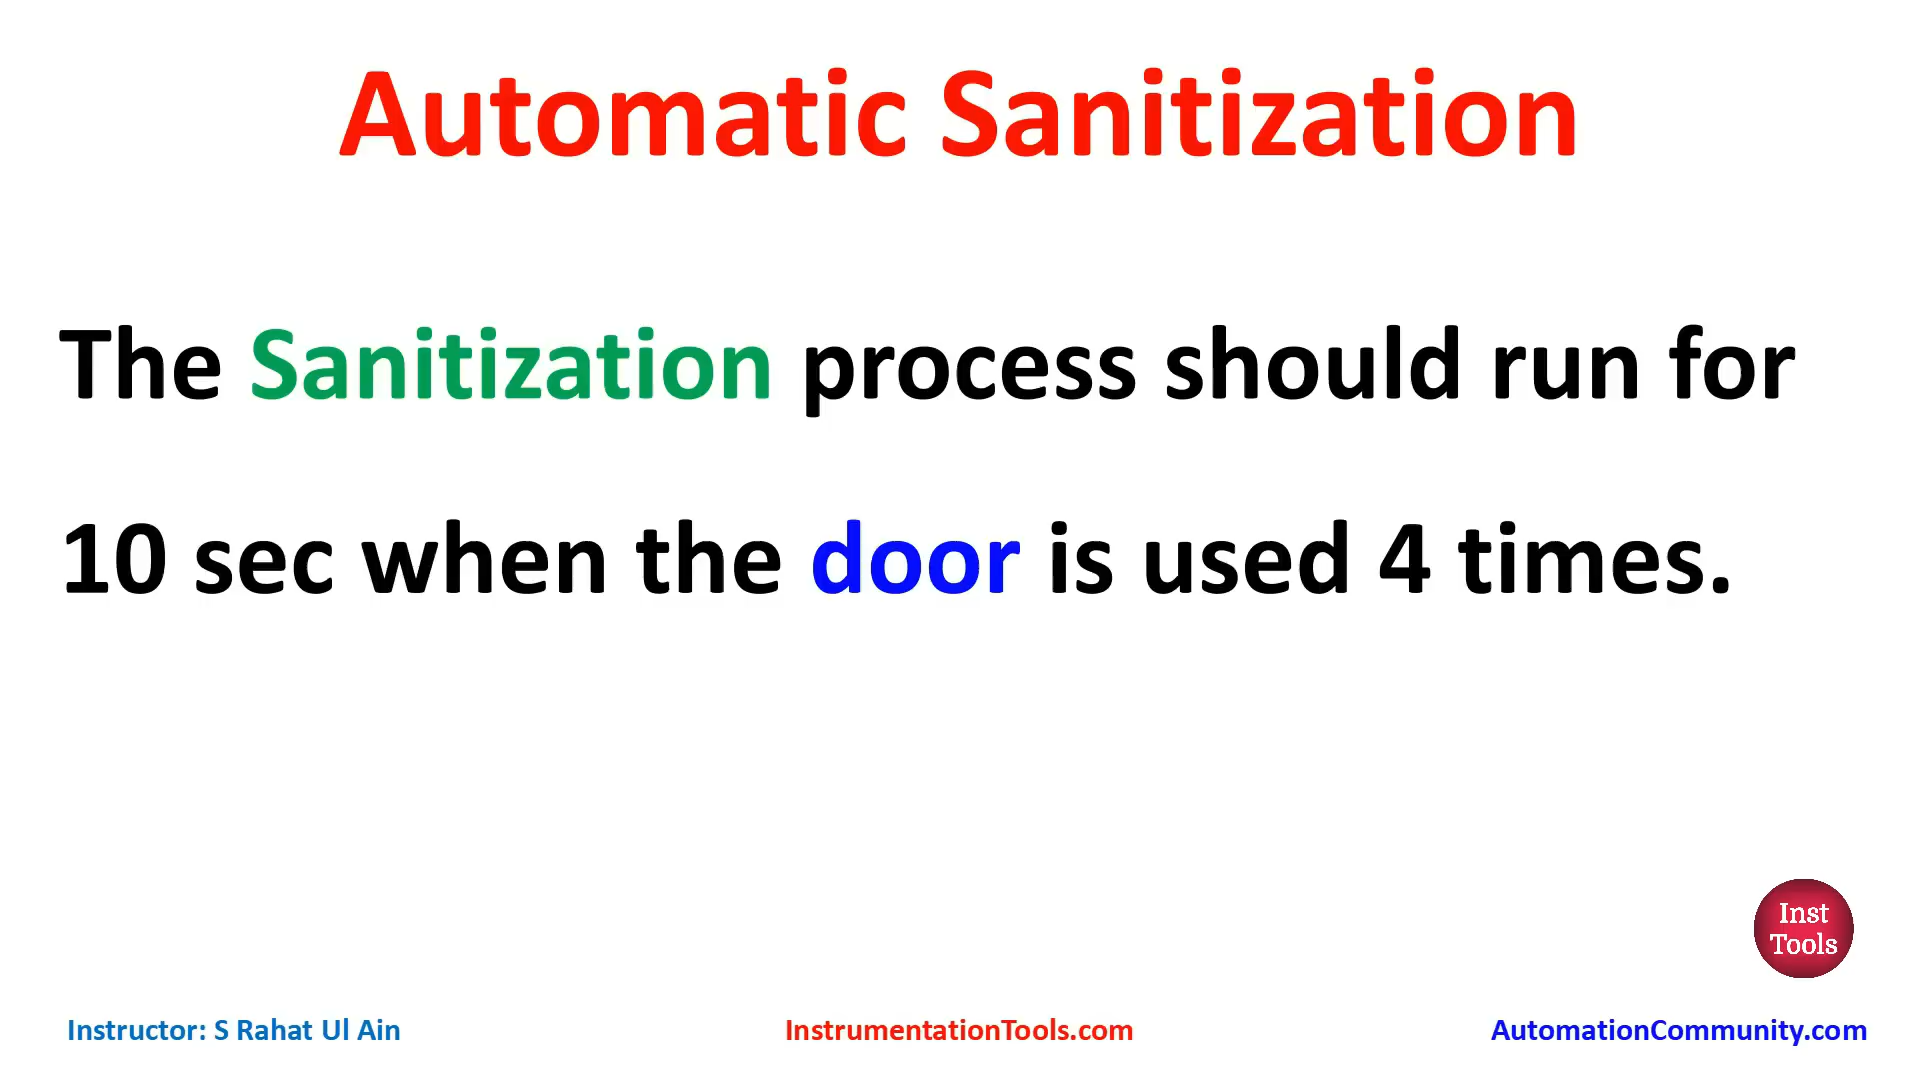 Automatic Sanitization
The Sanitization process should run for
10 sec when the door is used 4 times.
Inst
Tools
Instructor: S Rahat Ul Ain
InstrumentationTools.com
AutomationCommunity.com